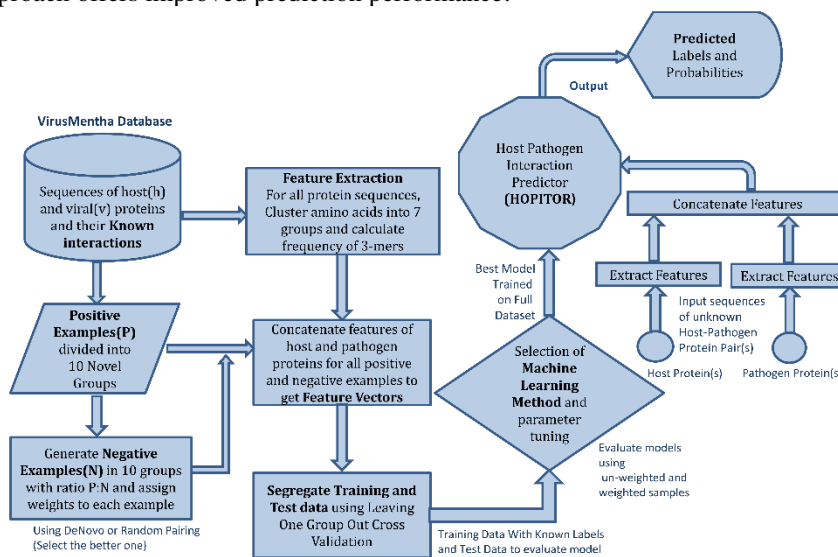 proach offers improved prediction performance.
VirusMentha Database
Sequences of host(h)
and viral(v) proteins
and their Known
interactions
Positive
Examples(P)
divided into
10 Novel
Groups
Generate Negative
Examples(N) in 10 groups
with ratio P:N and assign
weights to each example
Using DeNovo or Random Pairing
(Select the better one)
Feature Extraction
For all protein sequences,
Cluster amino acids into 7
groups and calculate
frequency of 3-mers
Concatenate features of
host and pathogen
proteins for all positive
and negative examples to
get Feature Vectors
Segregate Training and
Test data using Leaving
One Group Out Cross
Validation
Training Data With Known Labels
and Test Data to evaluate model
Selection of
Machine
Learning
Method and
parameter
tuning
Evaluate models
using
un-weighted and
weighted samples
Best Model
Trained
on Full
Dataset
Host Pathogen
Interaction
Predictor
(HOPITOR)
Output
Predicted
Labels and
Probabilities
Concatenate Features
Extract Features
Extract Features
Input sequences
of unknown
Host-Pathogen
Protein Pair(s)
Host Protein(s)
Pathogen Protein(s)